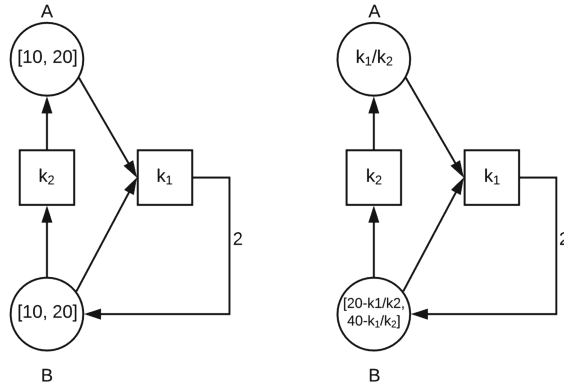 A
A
[10, 20]
k₁/k₂
k₂
k₁
k₂
k₁
2
2
[10, 20]
[20-k1/k2,
40-k₁/k₂]
B
B